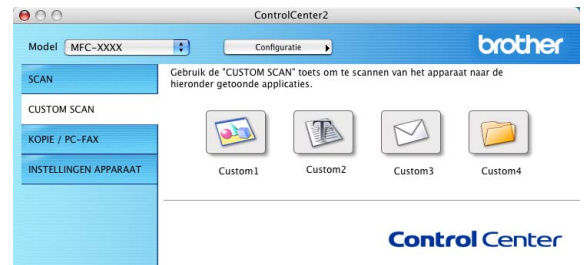 ControlCenter2
Model MFC-XXXX Configuratie brother
SCAN
CUSTOM SCAN
KOPIE / PC-FAX
INSTELLINGEN APPARAAT
Gebruik de "CUSTOM SCAN" toets om te scannen van het apparaat naar de
hieronder getoonde applicaties.
Custom1 Custom2 Custom3 Custom4
Control Center